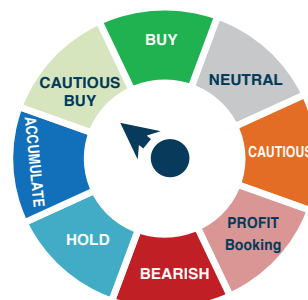 BUY
NEUTRAL
CAUTIOUS
PROFIT
Booking
BEARISH
HOLD
ACCUMULATE
CAUTIOUS
BUY